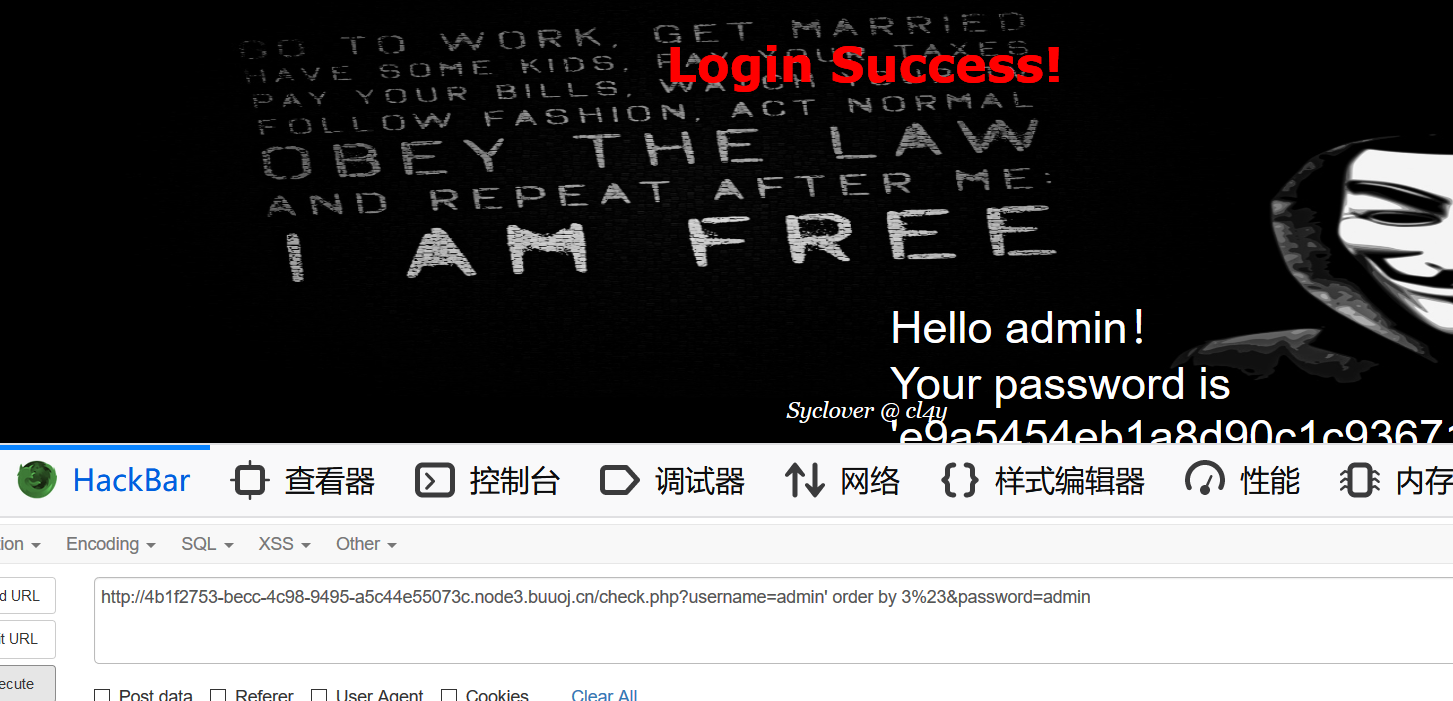 GO TO WORK, GET MARRIED
HAVE SOME KIDS, PAY YOUR TAXES
Login Success!
PAY YOUR BILLS, WATCH YOUR
FOLLOW FASHION, ACT NORMAL
OBEY THE LAW
AND REPEAT AFTER ME:
I AM FREE
Hello admin！
Your password is
Syclover @ cl4y
'e9a5454eb1a8d90c1c93671
HackBar 查看器 控制台 调试器 网络 样式编辑器 性能 内存
ion Encoding SQL XSS Other
d URL
http://4b1f2753-becc-4c98-9495-a5c44e55073c.node3.buuoj.cn/check.php?username=admin' order by 3%23&password=admin
t URL
ecute
Post data Referer User Agent Cookies Clear All